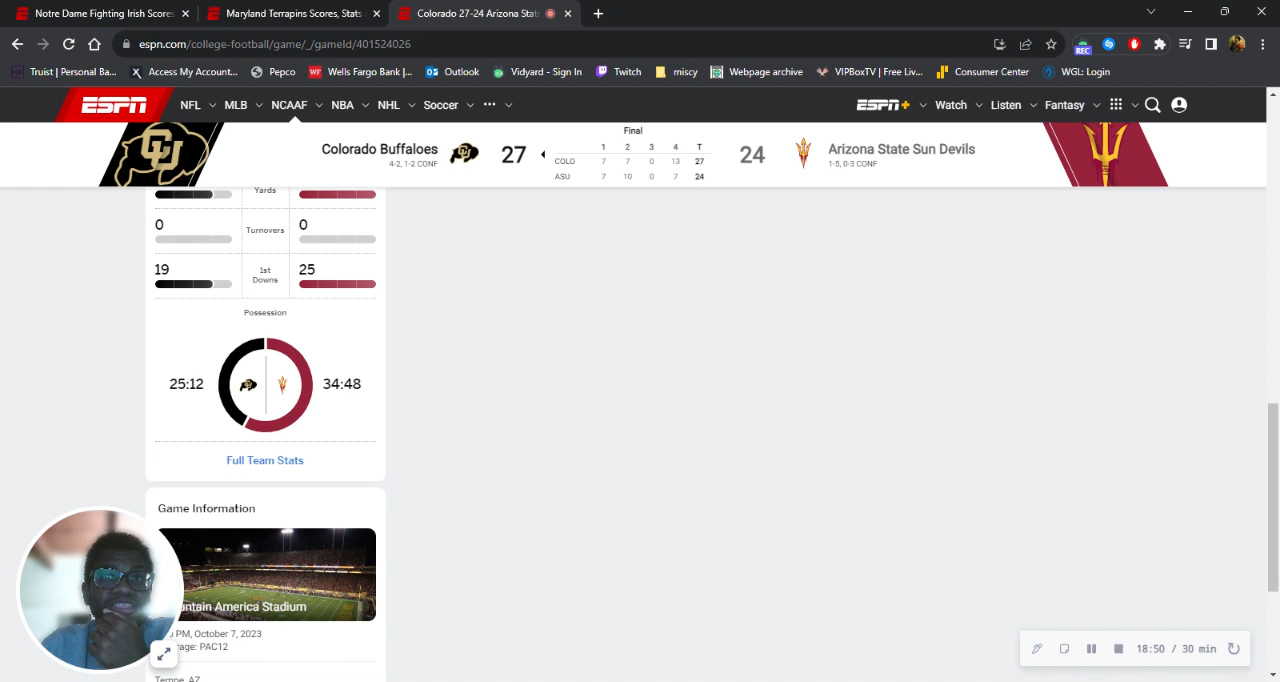 Notre Dame Fighting Irish Scores
Maryland Terrapins Scores, Stats
Colorado 27-24 Arizona Stat
espn.com/college-football/game/_/gameId/401524026
REC
Truist | Personal Ba...
Access My Account...
Pepco
Wells Fargo Bank |...
Outlook
Vidyard - Sign In
Twitch
miscy
Webpage archive
VIPBoxTV | Free Liv...
Consumer Center
WGL: Login
ESPN
NFL
MLB
NCAAF
NBA
NHL
Soccer
ESPN+
Watch
Listen
Fantasy
CU
Colorado Buffaloes
4-2, 1-2 CONF
27
Final
1 2 3 4 T
COLO 7 7 0 13 27
ASU 7 10 0 7 24
24
Arizona State Sun Devils
1-5, 0-3 CONF
Yards
0 Turnovers 0
19 1st Downs 25
Possession
25:12 34:48
Full Team Stats
Game Information
untain America Stadium
PM, October 7, 2023
rage: PAC12
Tempe, AZ
18:50 / 30 min